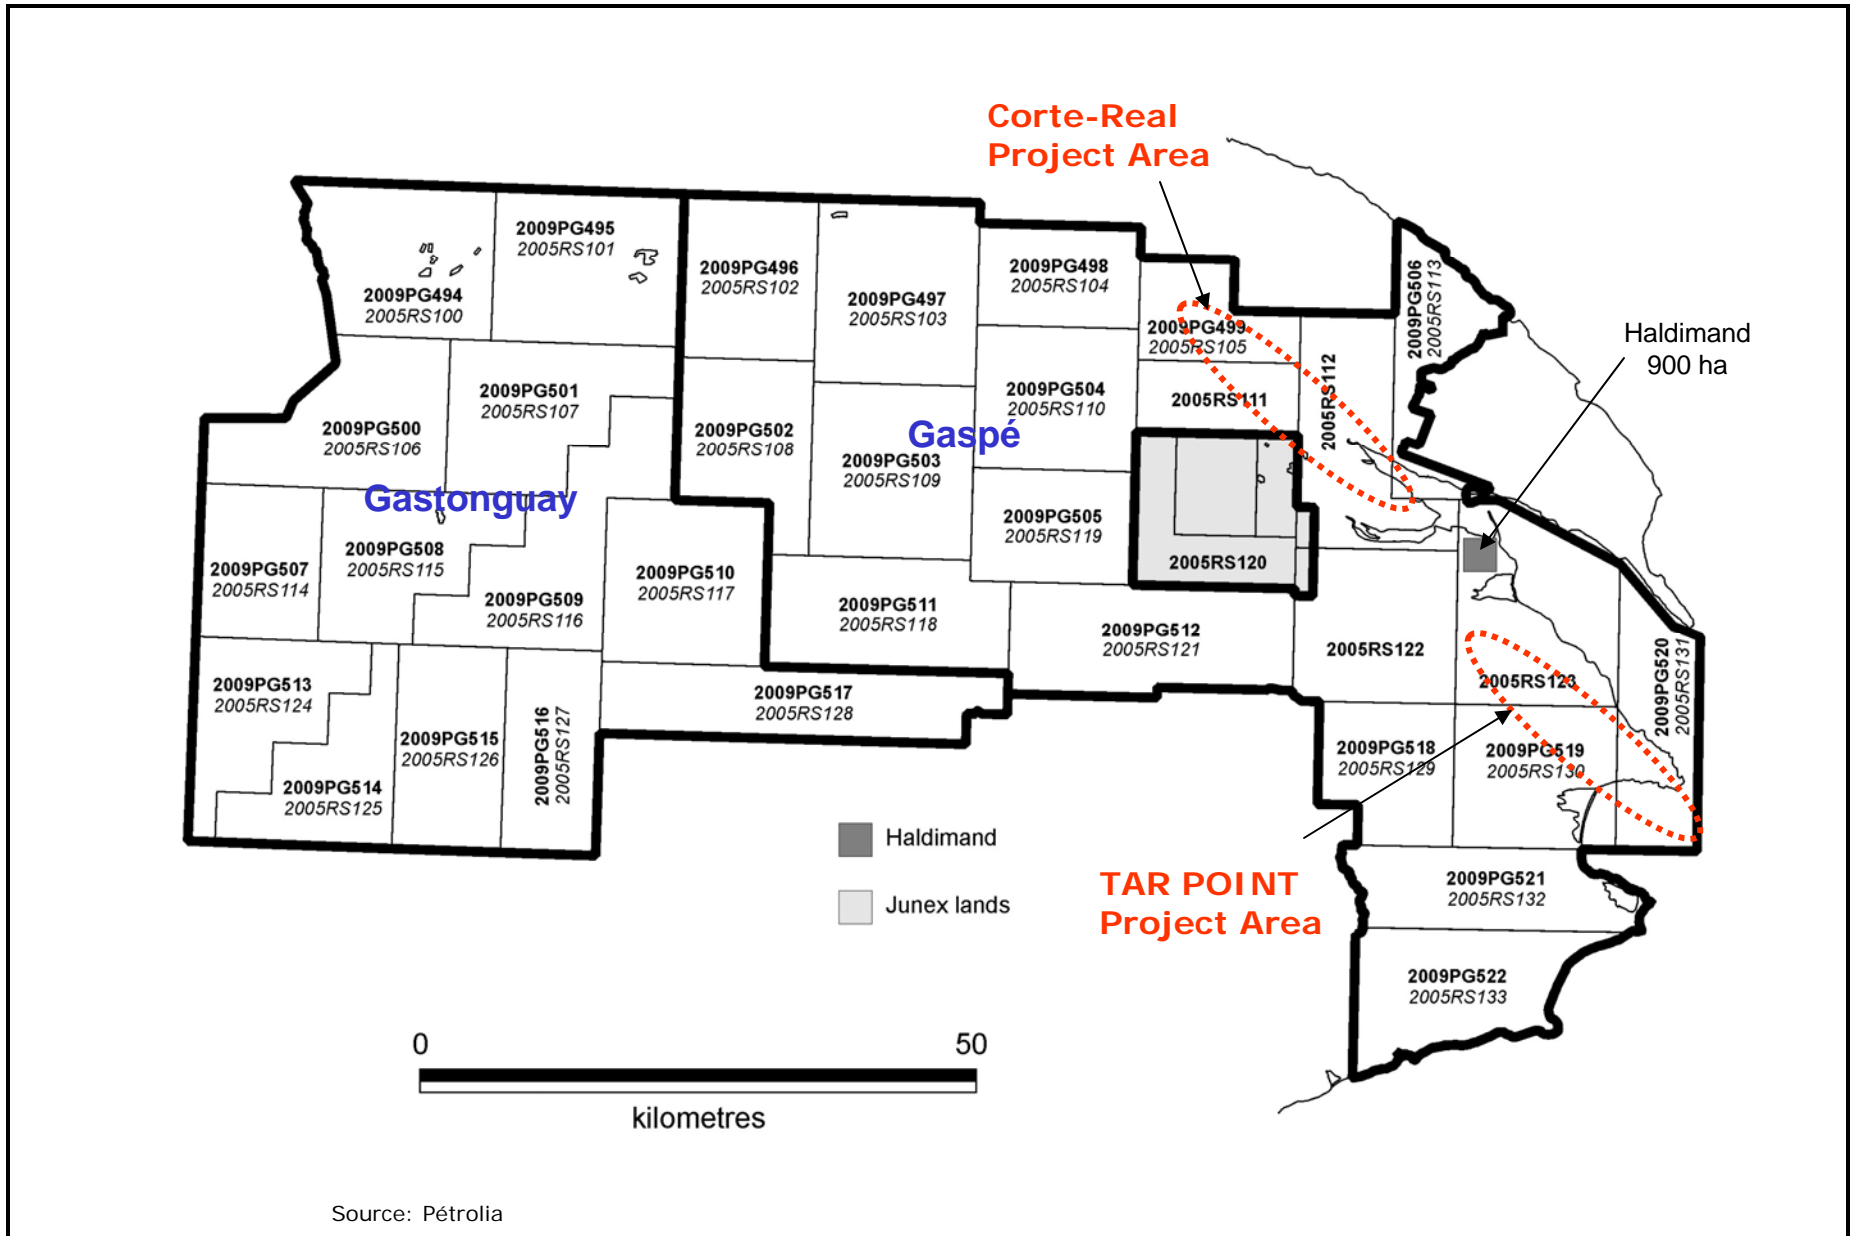 Corte-Real
Project Area
2009PG495
2005RS101
2009PG494
2005RS100
2009PG496
2005RS102
2009PG497
2005RS103
2009PG498
2005RS104
2009PG499
2005RS105
2009PG506
2005RS113
Haldimand
900 ha
2009PG501
2005RS107
2009PG500
2005RS106
2009PG502
2005RS108
2009PG503
2005RS109
2009PG504
2005RS110
2005RS111
2005RS112
Gaspé
Gastonguay
2009PG505
2005RS119
2005RS120
2009PG507
2005RS114
2009PG508
2005RS115
2009PG509
2005RS116
2009PG510
2005RS117
2009PG511
2005RS118
2009PG512
2005RS121
2005RS122
2005RS123
2009PG520
2005RS131
2009PG513
2005RS124
2009PG514
2005RS125
2009PG515
2005RS126
2009PG516
2005RS127
2009PG517
2005RS128
2009PG518
2005RS129
2009PG519
2005RS130
Haldimand
Junex lands
TAR POINT
Project Area
2009PG521
2005RS132
2009PG522
2005RS133
0 50
kilometres
Source: Pétrolia